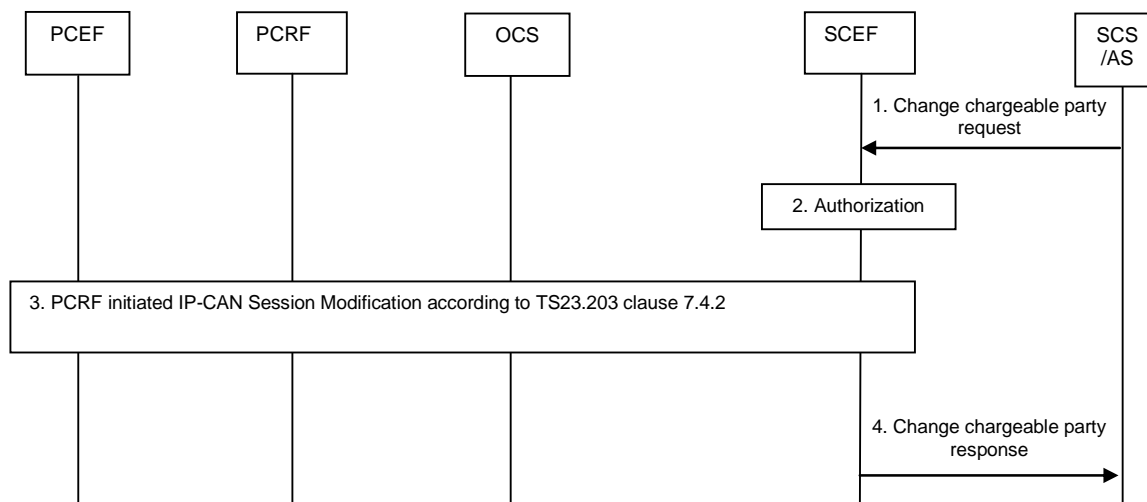 PCEF
PCRF
OCS
SCEF
SCS
/AS
1. Change chargeable party
request
2. Authorization
3. PCRF initiated IP-CAN Session Modification according to TS23.203 clause 7.4.2
4. Change chargeable party
response